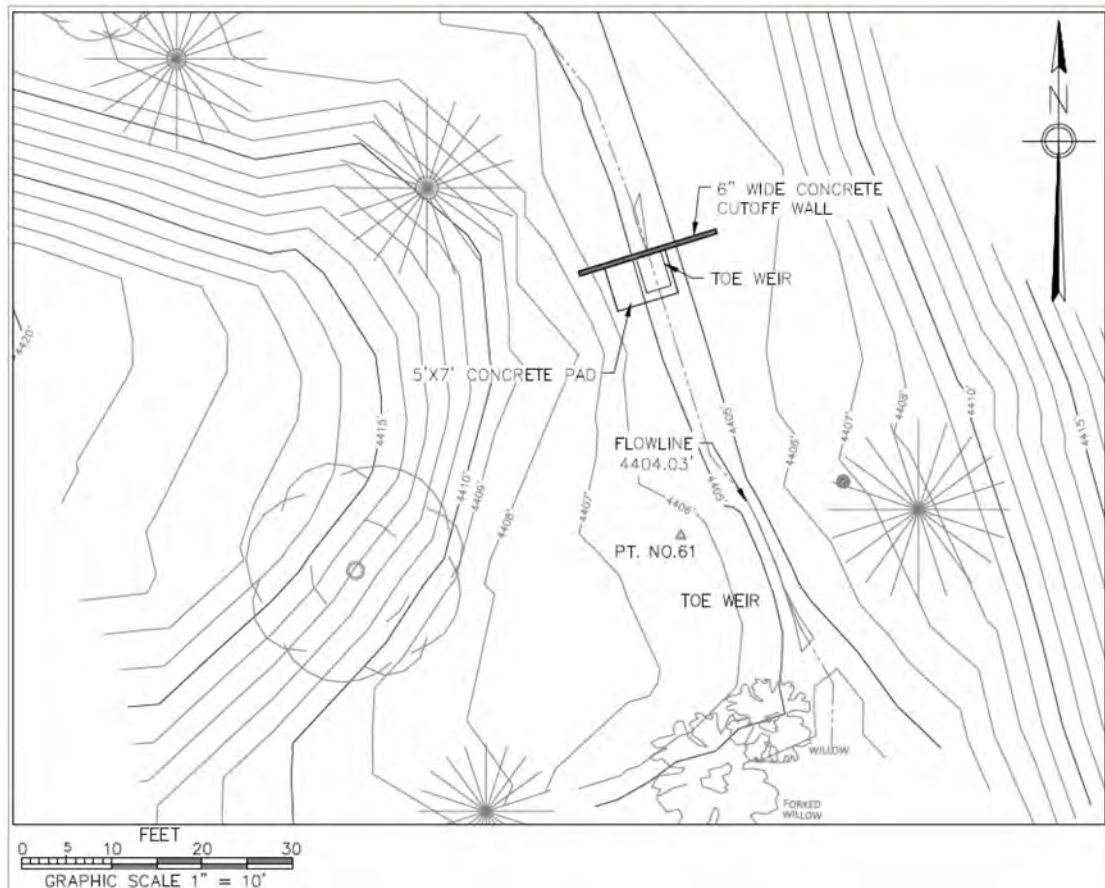 N
6" WIDE CONCRETE
CUTOFF WALL
TOE WEIR
4420'
5'X7' CONCRETE PAD
4415'
4405'
4406'
4407'
4408'
4410'
4415'
FLOWLINE
4404.03'
4410'
4409'
4408'
4407'
4406'
4405'
PT. NO.61
TOE WEIR
WILLOW
FORKED
WILLOW
FEET
0 5 10 20 30
GRAPHIC SCALE 1" = 10'